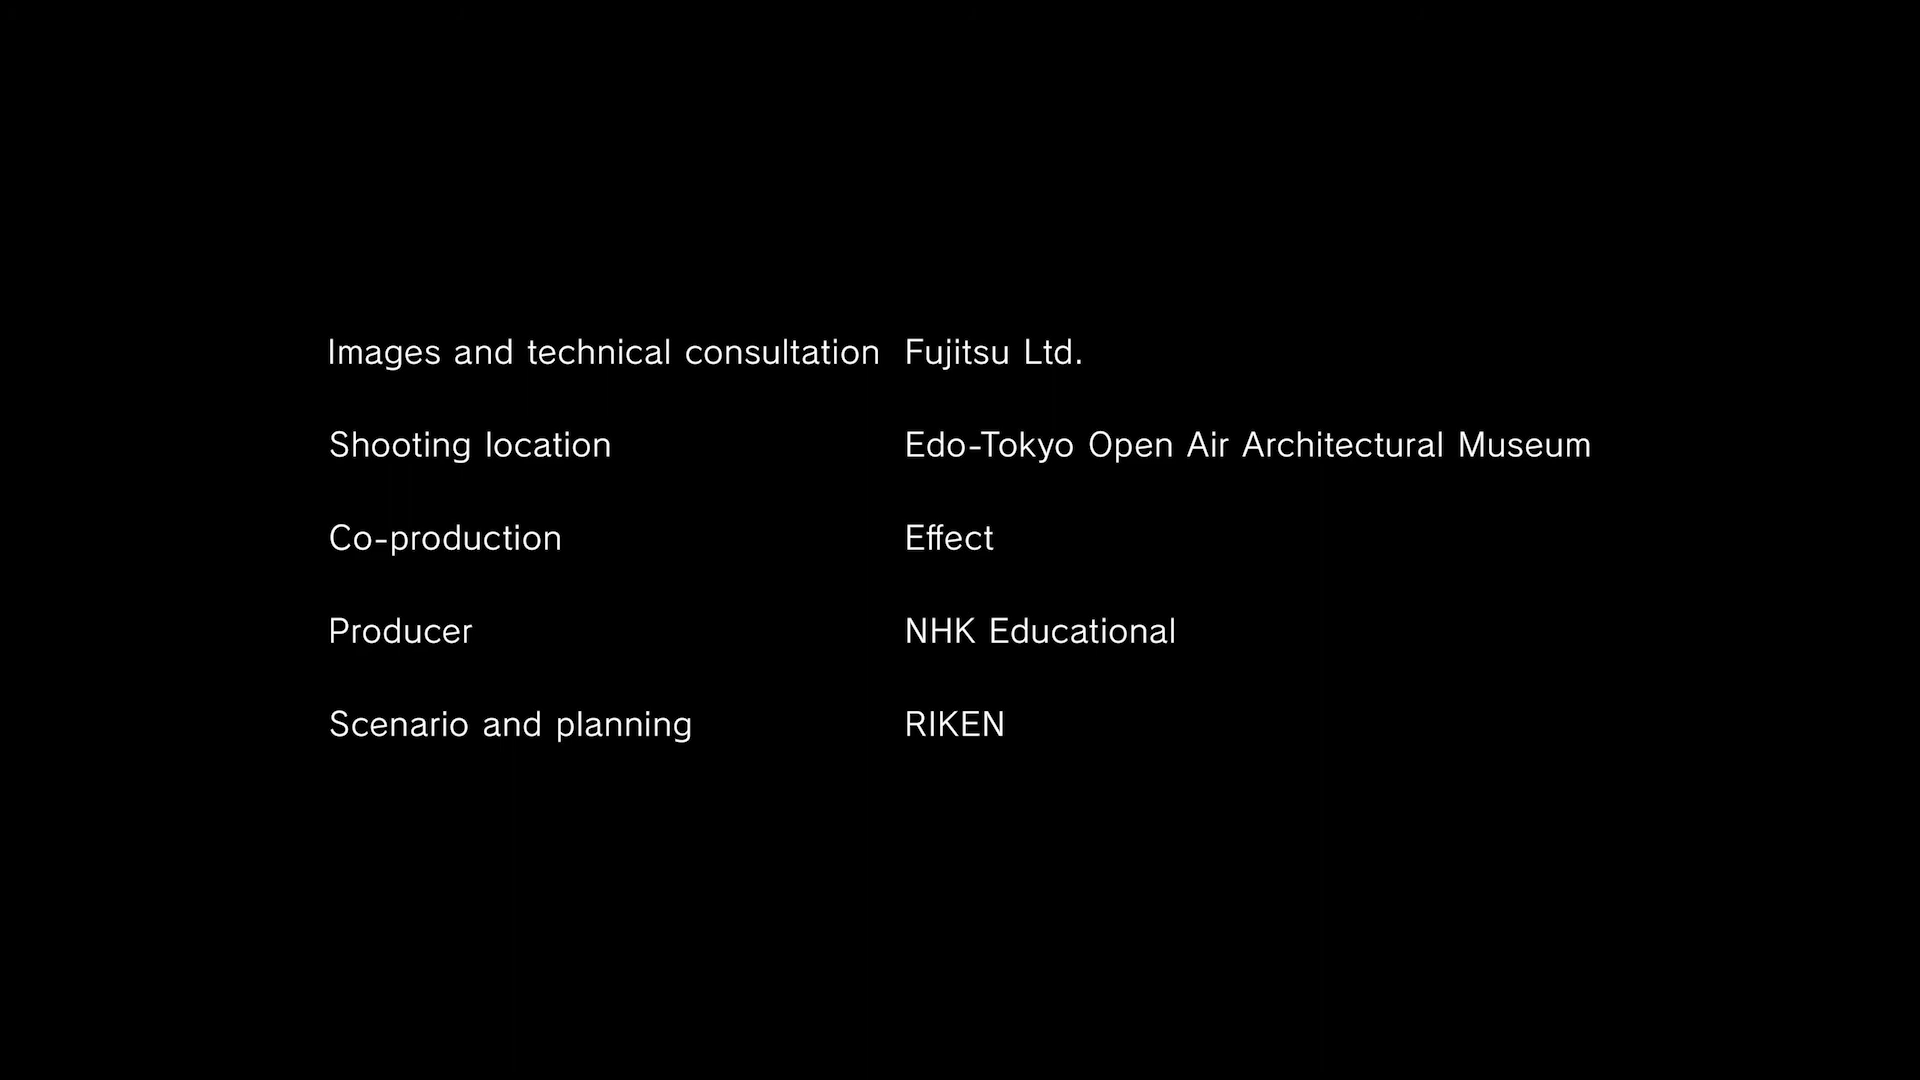 Images and technical consultation Fujitsu Ltd.
Shooting location Edo-Tokyo Open Air Architectural Museum
Co-production Effect
Producer NHK Educational
Scenario and planning RIKEN